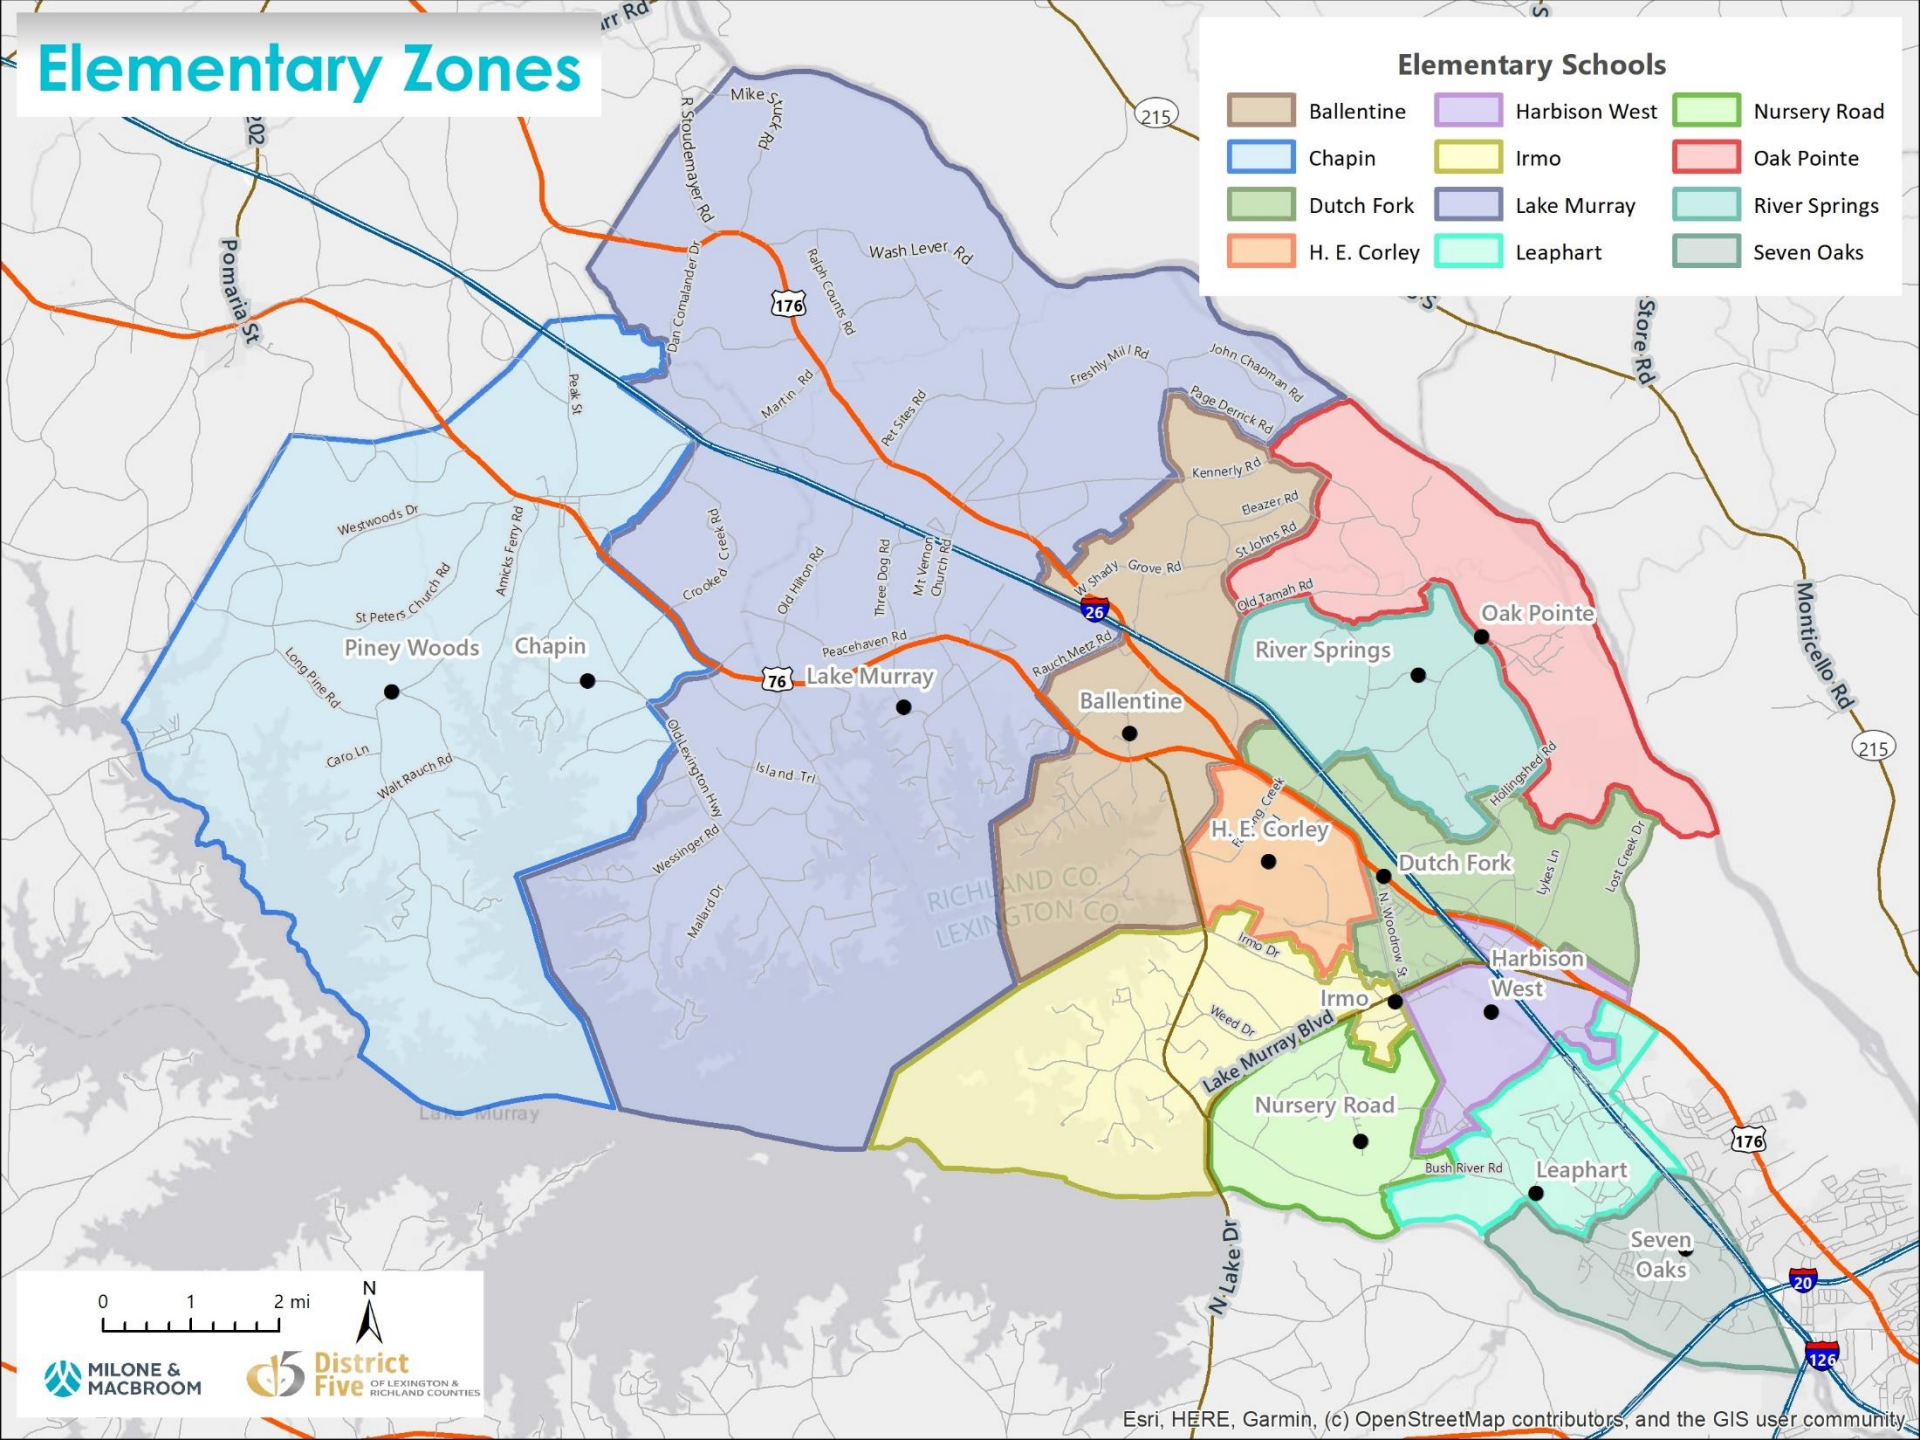 Elementary Zones
Elementary Schools
Ballentine
Harbison West
Nursery Road
Chapin
Irmo
Oak Pointe
Dutch Fork
Lake Murray
River Springs
H. E. Corley
Leaphart
Seven Oaks
202
Pomaria St
215
Store Rd
Monticello Rd
215
R Stoudemayer Rd
Mike Stuck Rd
Wash Lever Rd
Dan Comalander Dr
176
Ralph Counts Rd
Peak St
Martin Rd
Pet Sites Rd
Freshly Mill Rd
John Chapman Rd
Page Derrick Rd
Kennerly Rd
Eleazer Rd
St Johns Rd
Westwoods Dr
Amicks Ferry Rd
St Peters Church Rd
Crooked Creek Rd
Old Hilton Rd
Three Dog Rd
Mt Vernon
Church Rd
W Shady Grove Rd
Old Tamah Rd
26
Rauch Metz Rd
Peacehaven Rd
Piney Woods
Chapin
Long Pine Rd
76
Lake Murray
Ballentine
River Springs
Oak Pointe
Caro Ln
Walt Rauch Rd
Old Lexington Hwy
Island Trl
Wessinger Rd
Mallard Dr
Hollingshed Rd
H. E. Corley
Dutch Fork
Lykes Ln
Lost Creek Dr
RICHLAND CO.
LEXINGTON CO
N. Woodrow St
Irmo Dr
Harbison
West
Irmo
Weed Dr
Lake Murray Blvd
Nursery Road
Lake Murray
Bush River Rd
Leaphart
176
Seven
Oaks
N Lake Dr
20
126
0 1 2 mi
N
MILONE &
MACBROOM
d5 District
Five OF LEXINGTON &
RICHLAND COUNTIES
Esri, HERE, Garmin, (c) OpenStreetMap contributors, and the GIS user community